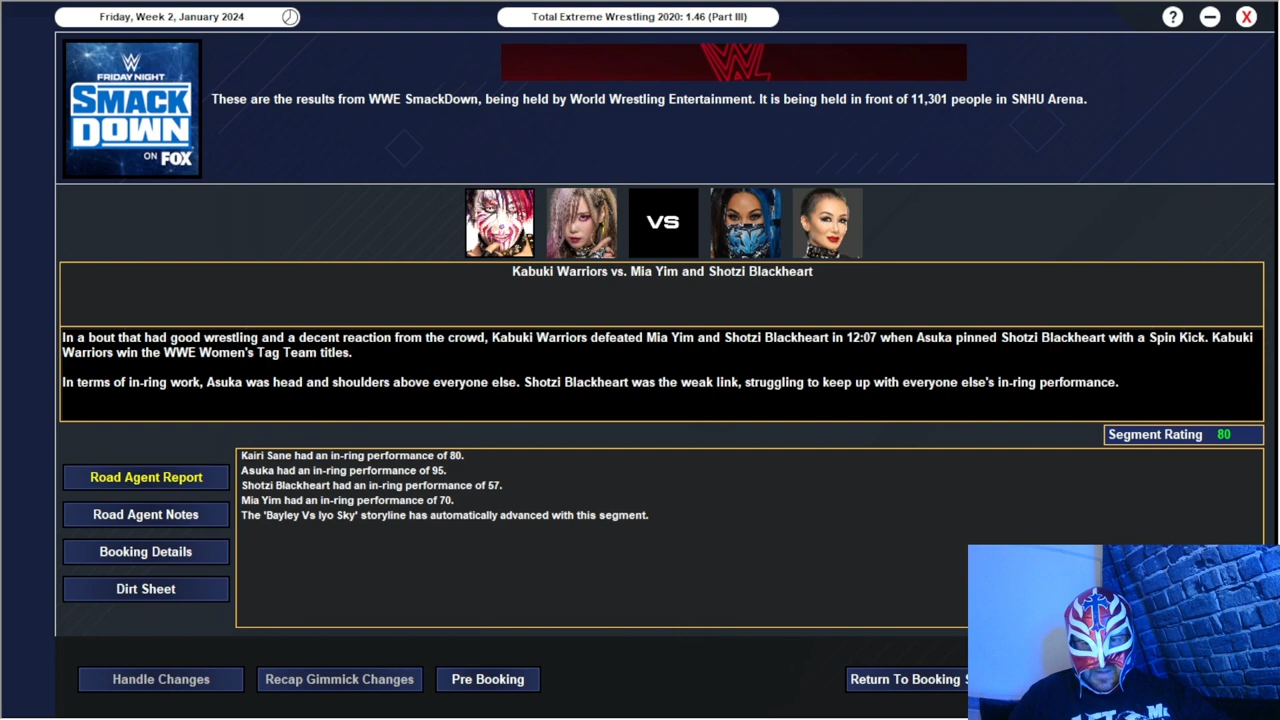 Friday, Week 2, January 2024
Total Extreme Wrestling 2020: 1.46 (Part III)
?
X
W
FRIDAY NIGHT
SMACK
DOWN
ON FOX
These are the results from WWE SmackDown, being held by World Wrestling Entertainment. It is being held in front of 11,301 people in SNHU Arena.
VS
Kabuki Warriors vs. Mia Yim and Shotzi Blackheart
In a bout that had good wrestling and a decent reaction from the crowd, Kabuki Warriors defeated Mia Yim and Shotzi Blackheart in 12:07 when Asuka pinned Shotzi Blackheart with a Spin Kick. Kabuki
Warriors win the WWE Women's Tag Team titles.
In terms of in-ring work, Asuka was head and shoulders above everyone else. Shotzi Blackheart was the weak link, struggling to keep up with everyone else's in-ring performance.
Segment Rating 80
Road Agent Report
Road Agent Notes
Booking Details
Dirt Sheet
Kairi Sane had an in-ring performance of 80.
Asuka had an in-ring performance of 95.
Shotzi Blackheart had an in-ring performance of 57.
Mia Yim had an in-ring performance of 70.
The 'Bayley Vs Iyo Sky' storyline has automatically advanced with this segment.
Handle Changes
Recap Gimmick Changes
Pre Booking
Return To Booking S